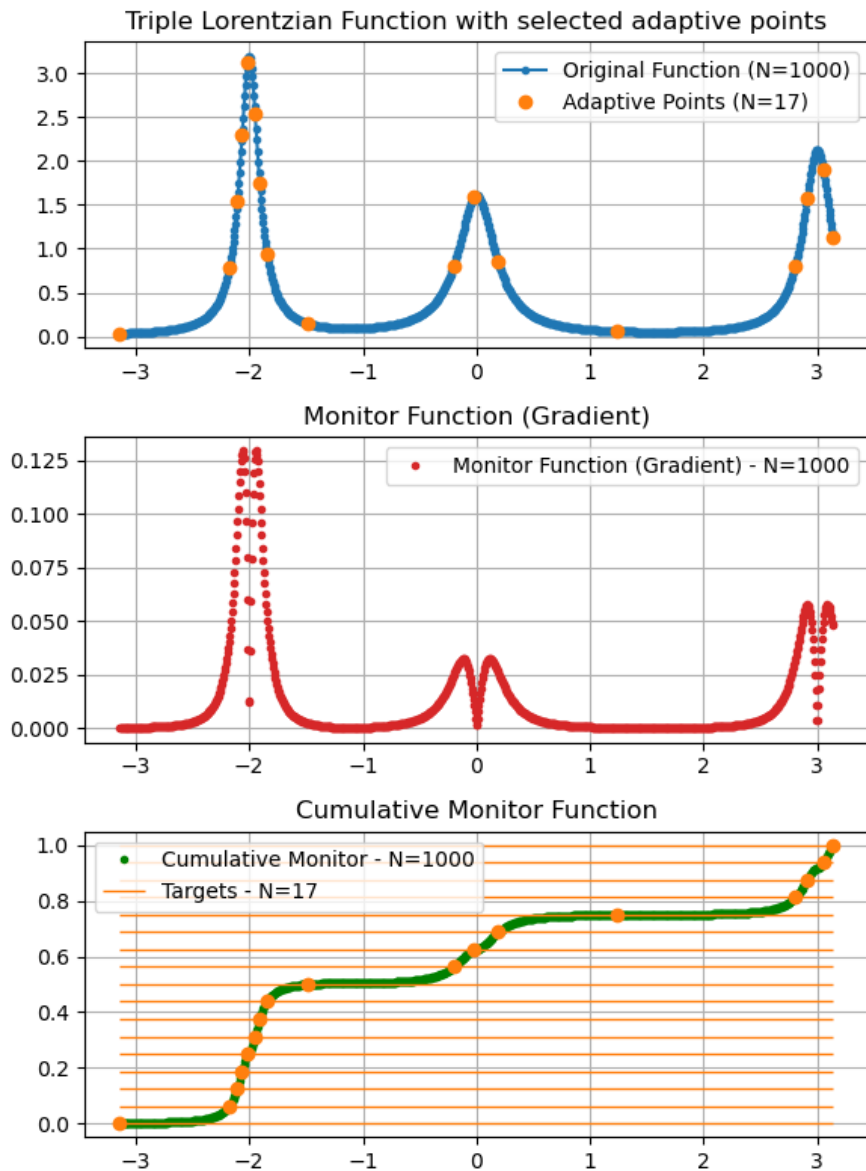 Triple Lorentzian Function with selected adaptive points
3.0
2.5
2.0
1.5
1.0
0.5
0.0
Original Function (N=1000)
Adaptive Points (N=17)
−3 −2 −1 0 1 2 3
Monitor Function (Gradient)
0.125
0.100
0.075
0.050
0.025
0.000
Monitor Function (Gradient) - N=1000
−3 −2 −1 0 1 2 3
Cumulative Monitor Function
1.0
0.8
0.6
0.4
0.2
0.0
Cumulative Monitor - N=1000
Targets - N=17
−3 −2 −1 0 1 2 3